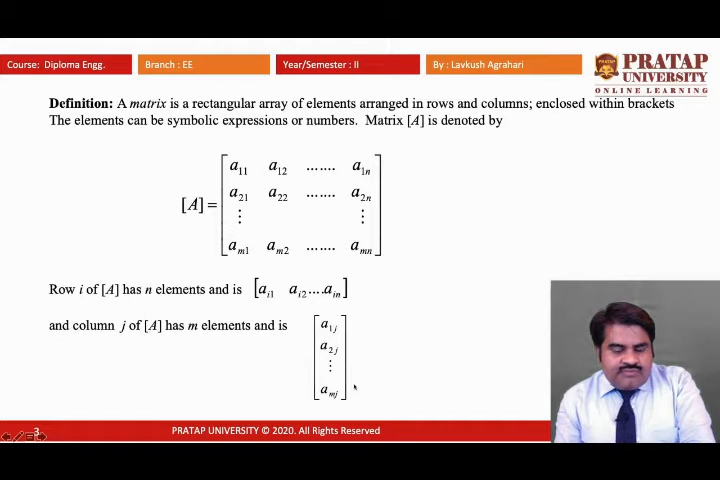 Course: Diploma Engg.
Branch : EE
Year/Semester : II
By : Lavkush Agrahari
PRATAP
UNIVERSITY
ONLINE LEARNING
Definition: A matrix is a rectangular array of elements arranged in rows and columns; enclosed within brackets
The elements can be symbolic expressions or numbers. Matrix [A] is denoted by
a11 a12 ....... a1n
a21 a22 ....... a2n
[A] =
⋮ ⋮
am1 am2 ....... amn
Row i of [A] has n elements and is [ai1 ai2....ain]
and column j of [A] has m elements and is
a1j
a2j
⋮
amj
3
PRATAP UNIVERSITY © 2020. All Rights Reserved